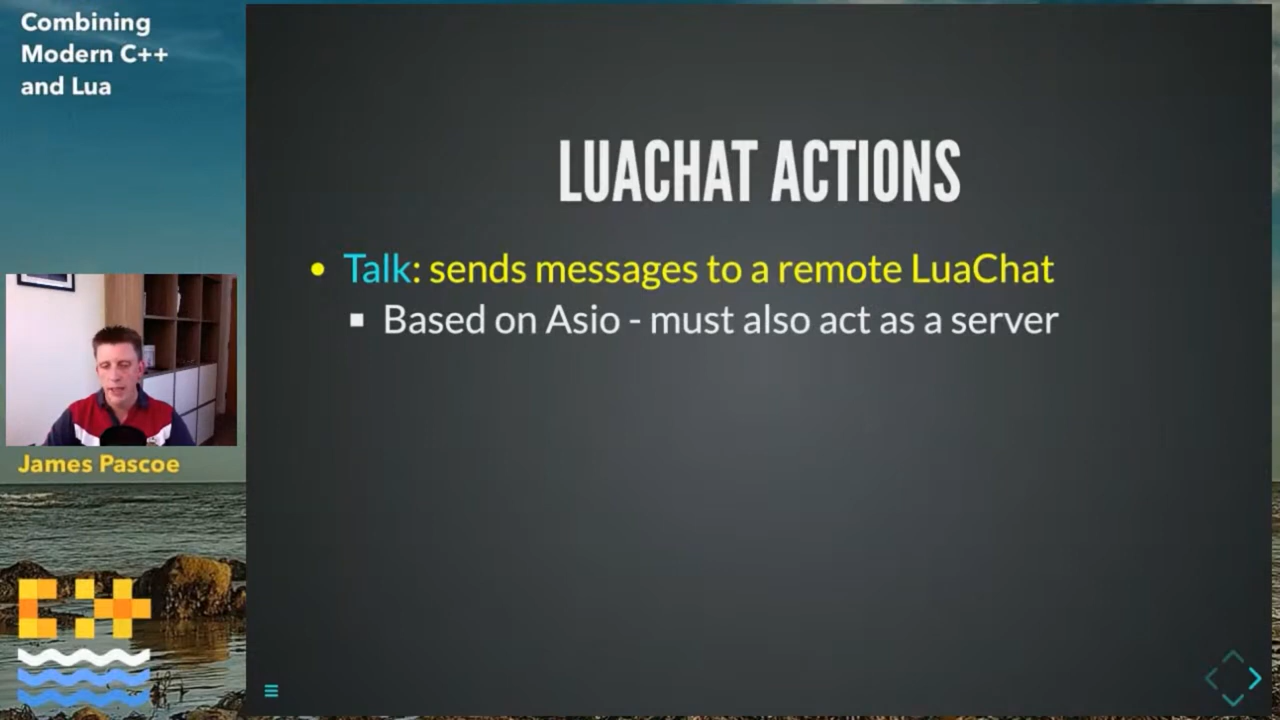 Combining
Modern C++
and Lua
LUACHAT ACTIONS
Talk: sends messages to a remote LuaChat
Based on Asio - must also act as a server
James Pascoe
C++